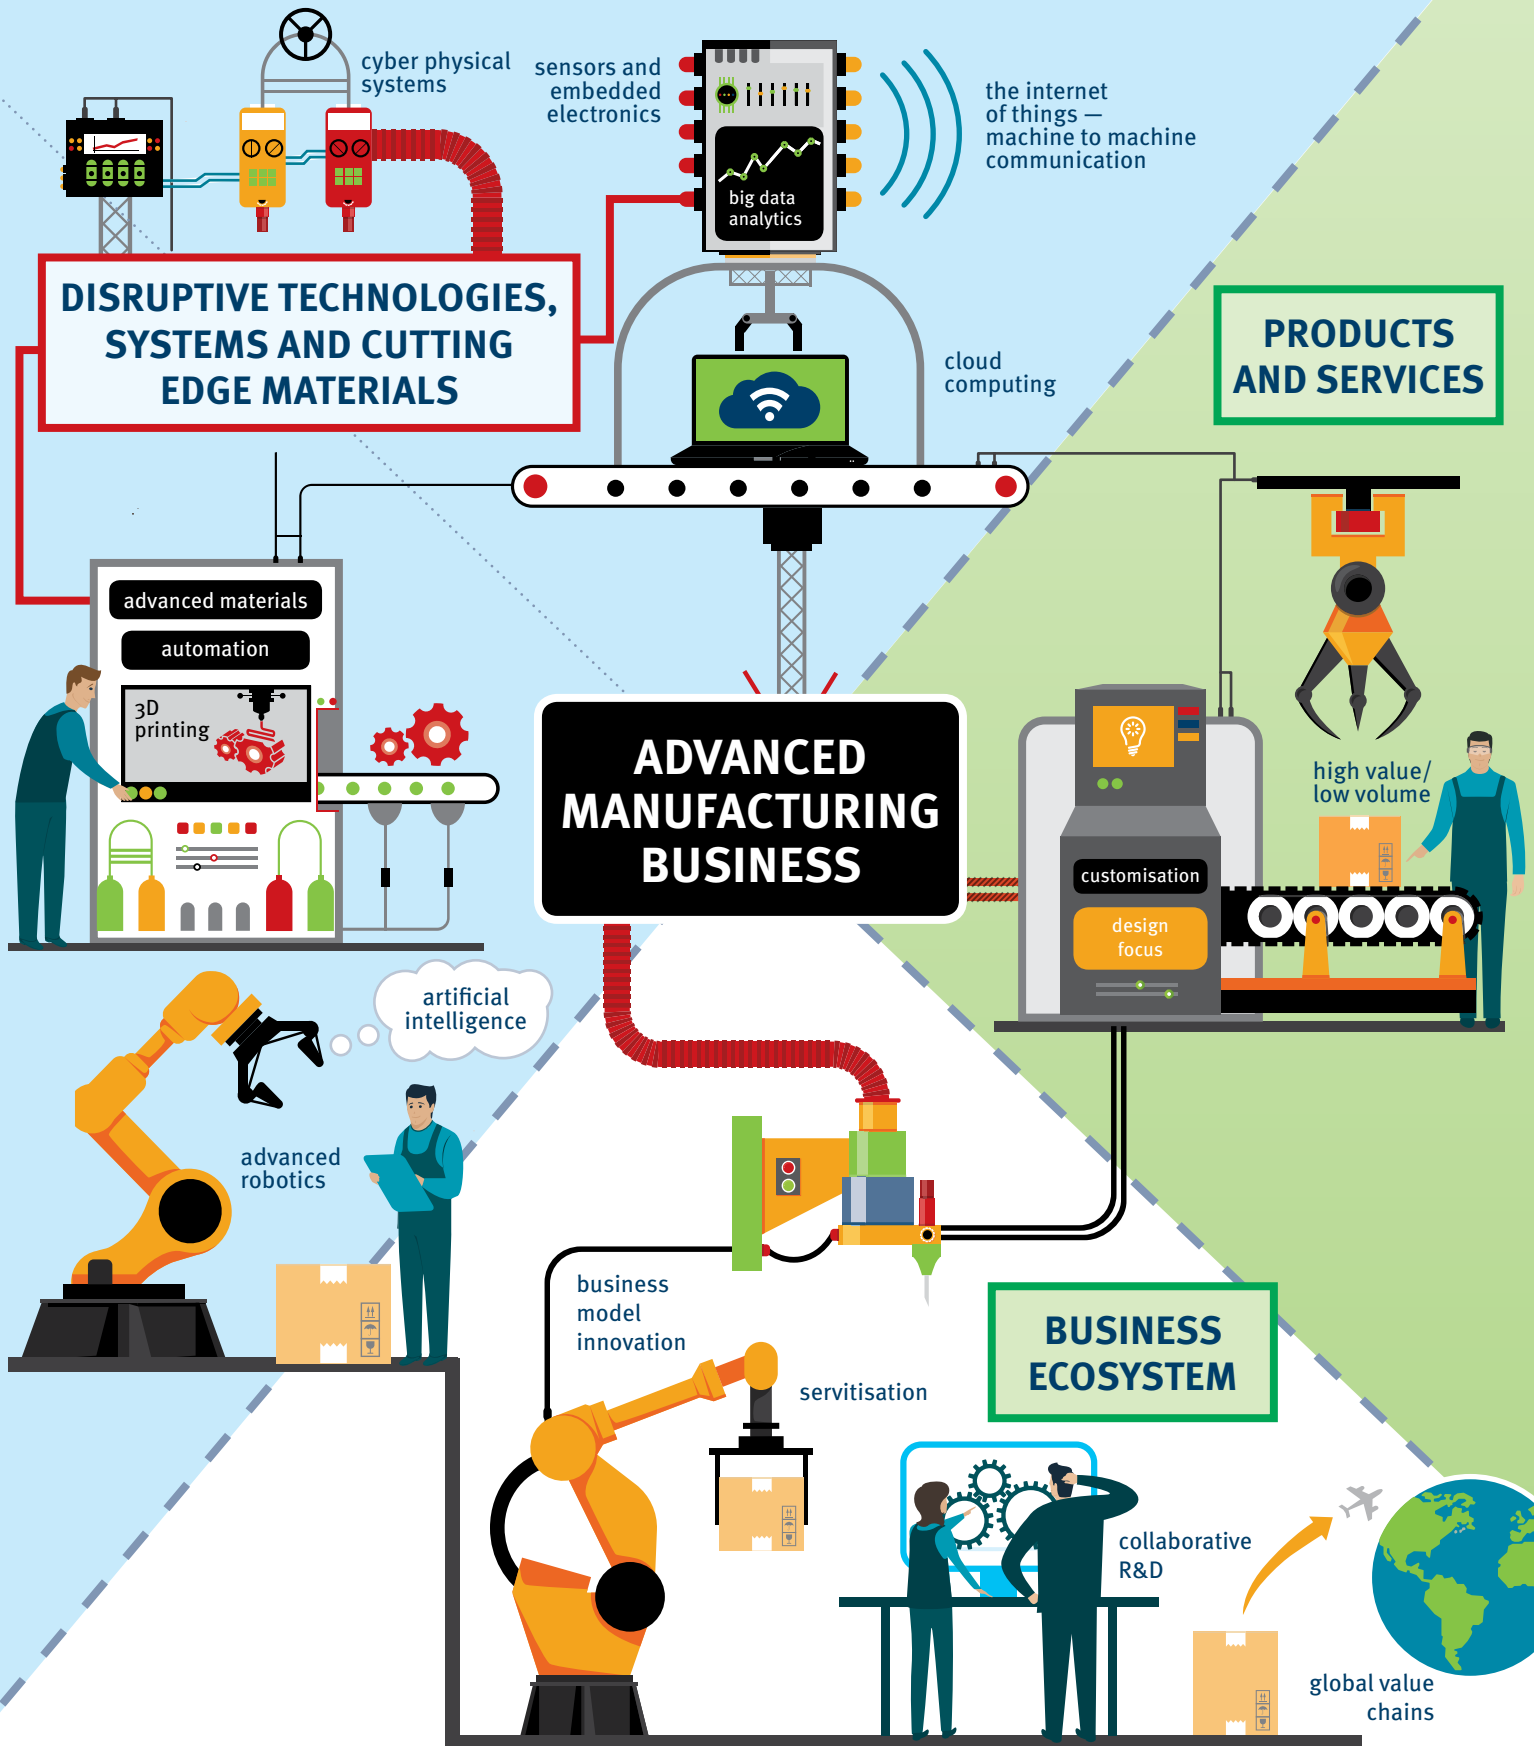 cyber physical
systems
sensors and
embedded
electronics
big data
analytics
the internet
of things —
machine to machine
communication
DISRUPTIVE TECHNOLOGIES,
SYSTEMS AND CUTTING
EDGE MATERIALS
cloud
computing
PRODUCTS
AND SERVICES
advanced materials
automation
3D
printing
ADVANCED
MANUFACTURING
BUSINESS
high value/
low volume
customisation
design
focus
artificial
intelligence
advanced
robotics
business
model
innovation
servitisation
BUSINESS
ECOSYSTEM
collaborative
R&D
global value
chains